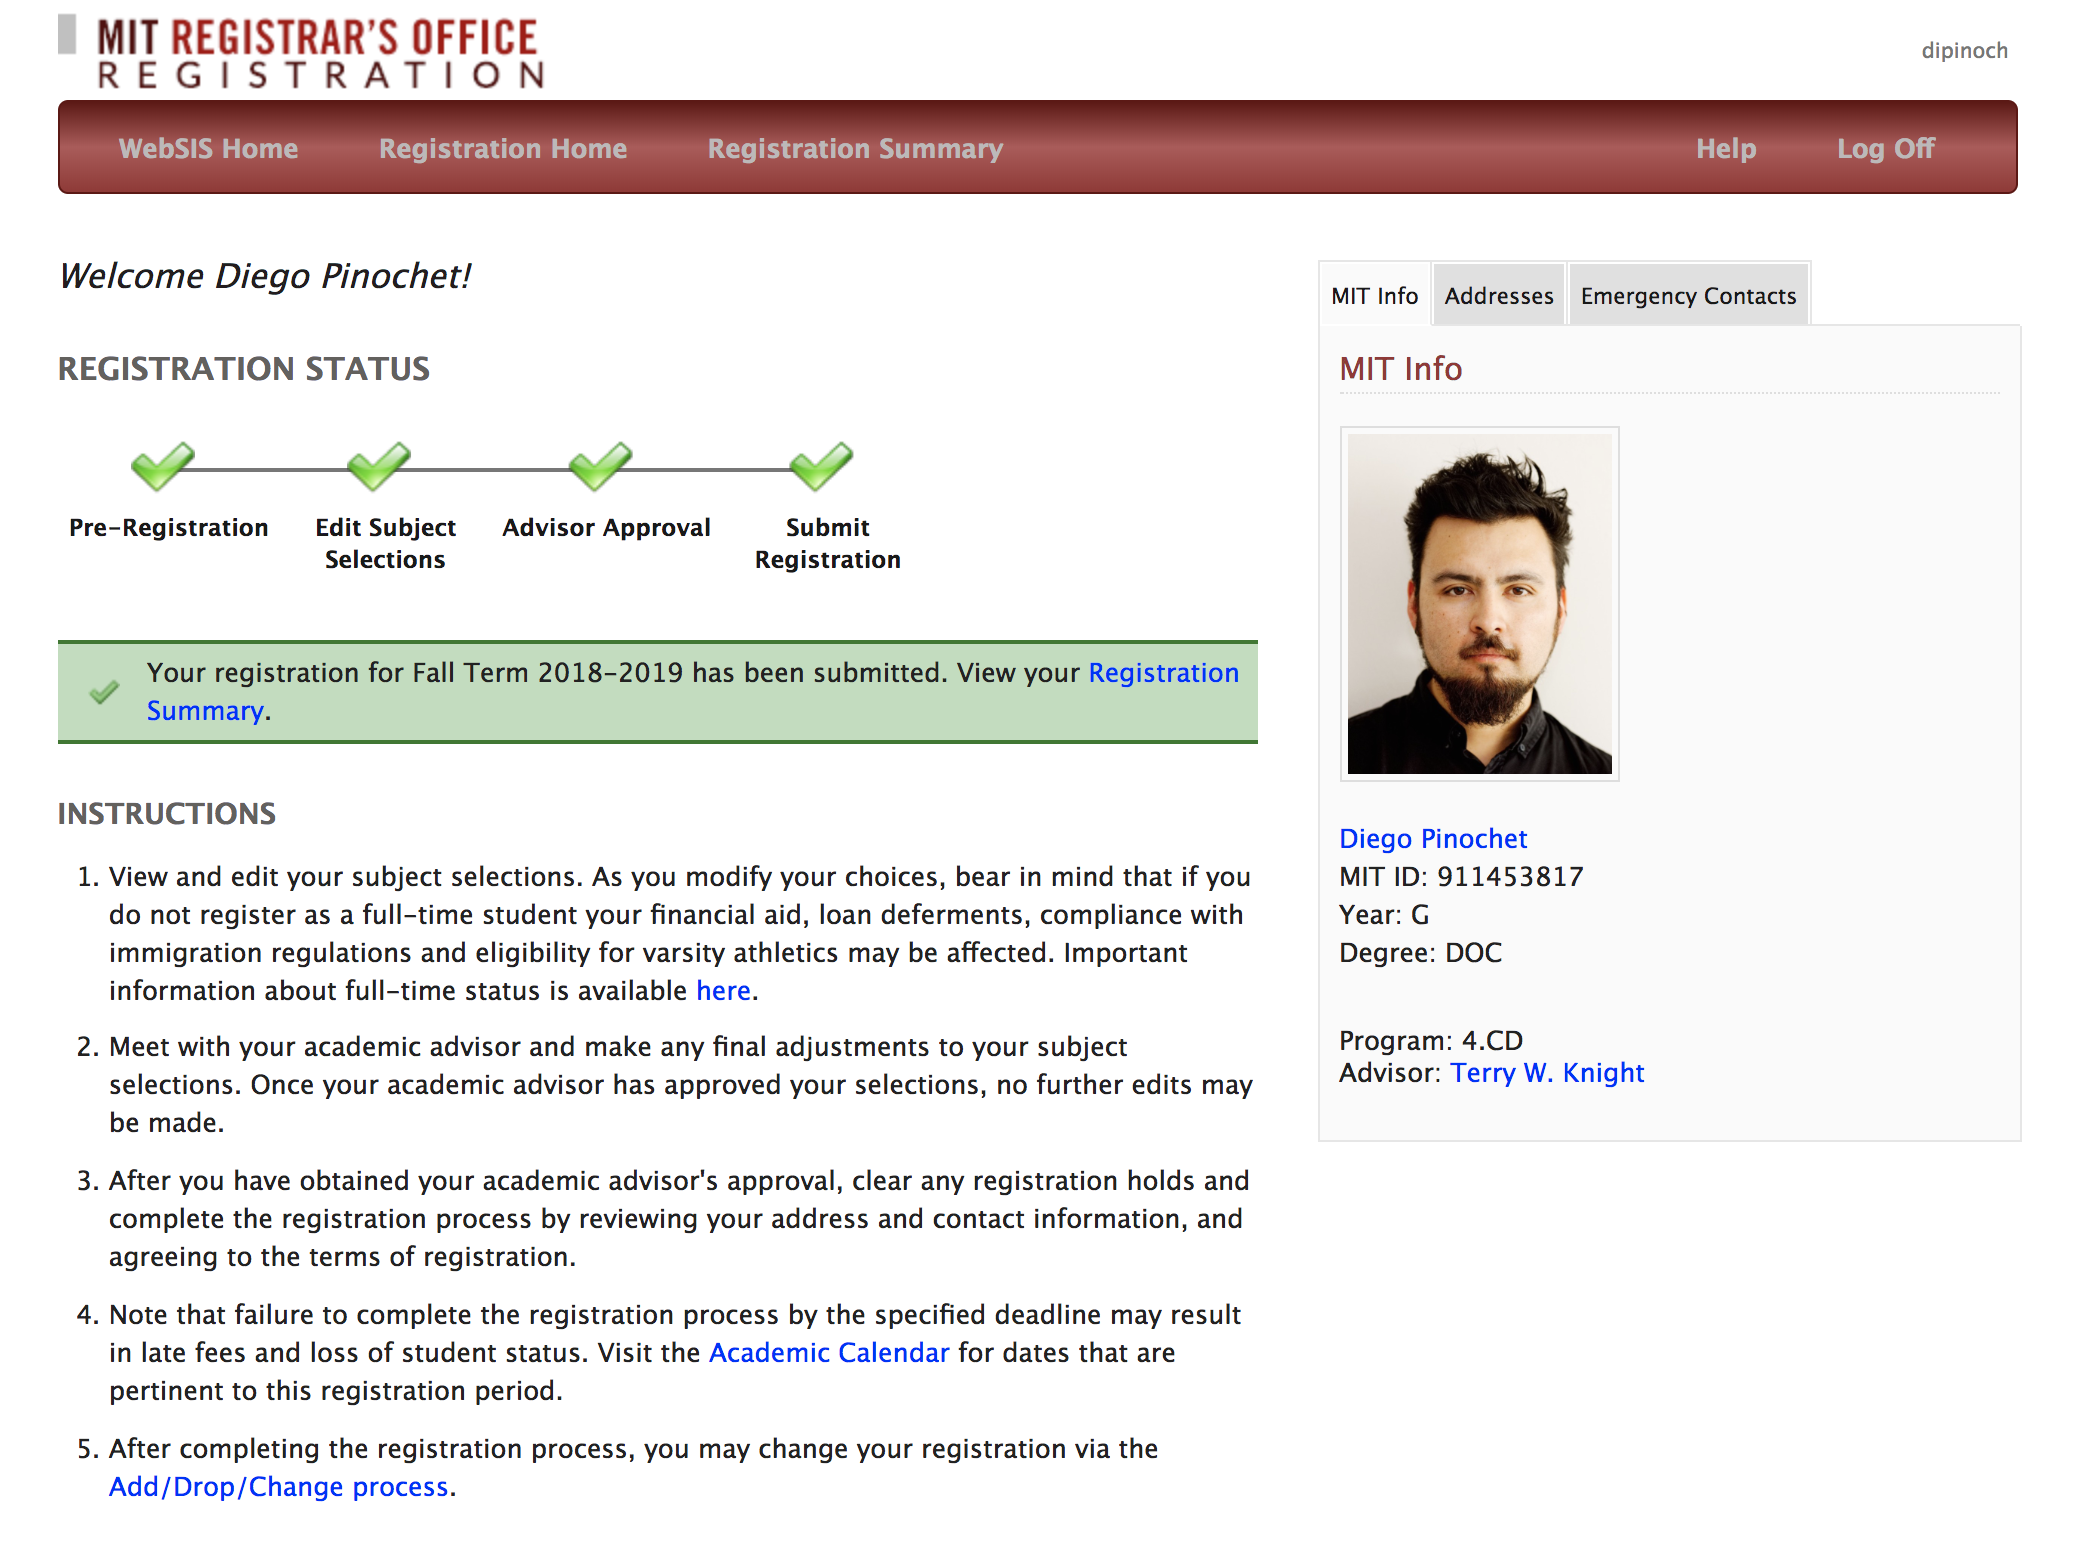 MIT REGISTRAR'S OFFICE
REGISTRATION
dipinoch
WebSIS Home Registration Home Registration Summary Help Log Off
Welcome Diego Pinochet!
REGISTRATION STATUS
Pre-Registration Edit Subject Selections Advisor Approval Submit Registration
Your registration for Fall Term 2018-2019 has been submitted. View your Registration
Summary.
INSTRUCTIONS
1. View and edit your subject selections. As you modify your choices, bear in mind that if you
do not register as a full-time student your financial aid, loan deferments, compliance with
immigration regulations and eligibility for varsity athletics may be affected. Important
information about full-time status is available here.
2. Meet with your academic advisor and make any final adjustments to your subject
selections. Once your academic advisor has approved your selections, no further edits may
be made.
3. After you have obtained your academic advisor's approval, clear any registration holds and
complete the registration process by reviewing your address and contact information, and
agreeing to the terms of registration.
4. Note that failure to complete the registration process by the specified deadline may result
in late fees and loss of student status. Visit the Academic Calendar for dates that are
pertinent to this registration period.
5. After completing the registration process, you may change your registration via the
Add/Drop/Change process.
MIT Info Addresses Emergency Contacts
MIT Info
Diego Pinochet
MIT ID: 911453817
Year: G
Degree: DOC
Program: 4.CD
Advisor: Terry W. Knight